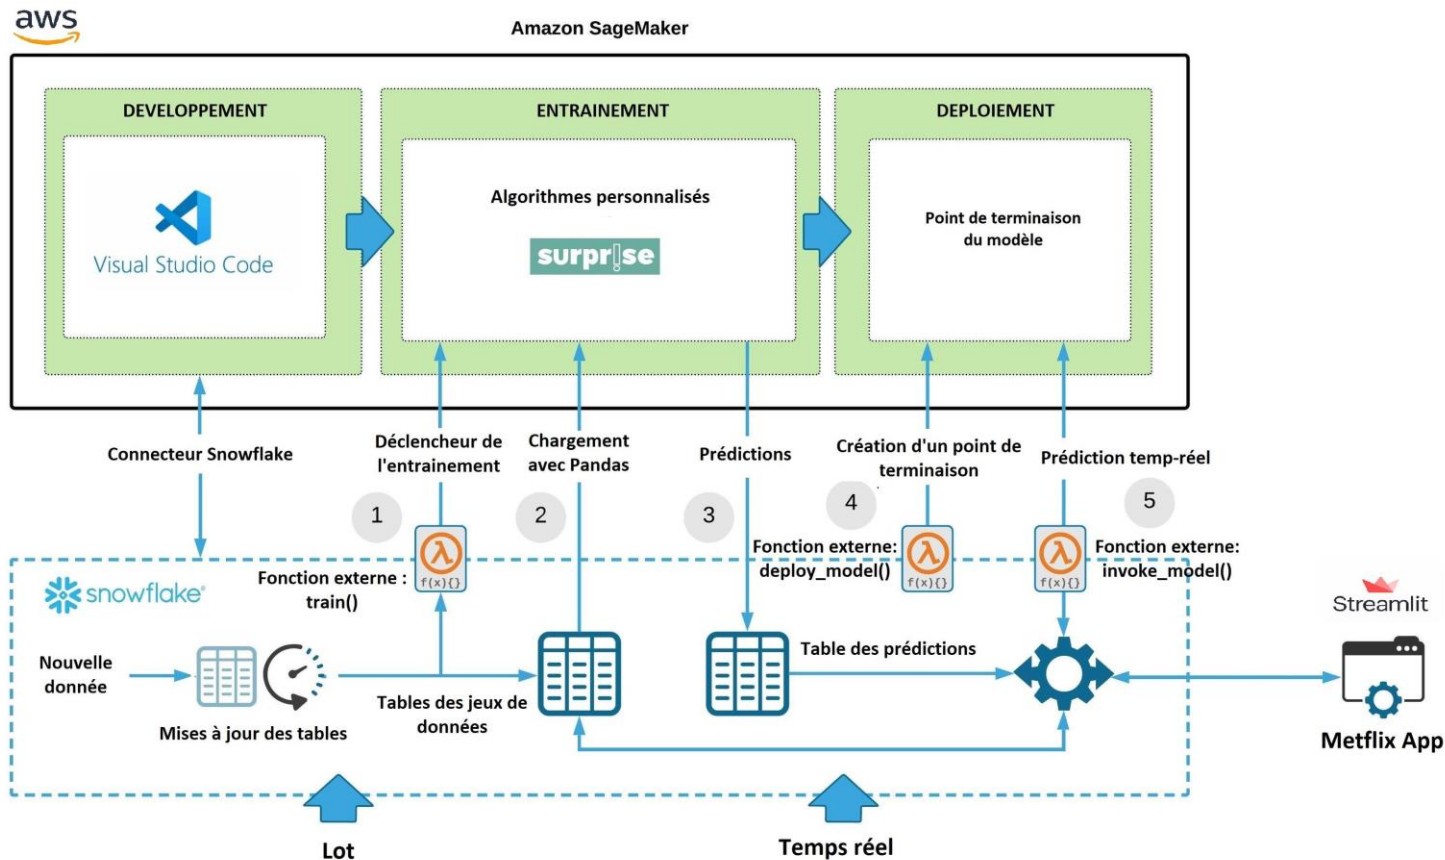 aws
Amazon SageMaker
DEVELOPPEMENT
ENTRAINEMENT
DEPLOIEMENT
Visual Studio Code
Algorithmes personnalisés
surpr!se
Point de terminaison
du modèle
Connecteur Snowflake
Déclencheur de
l'entrainement
Chargement
avec Pandas
Prédictions
Création d'un point de
terminaison
Prédiction temp-réel
1
2
3
4
5
Fonction externe :
train()
f(x){}
Fonction externe:
deploy_model()
f(x){}
f(x){}
Fonction externe:
invoke_model()
snowflake®
Streamlit
Nouvelle
donnée
Mises à jour des tables
Tables des jeux de
données
Table des prédictions
Metflix App
Lot
Temps réel